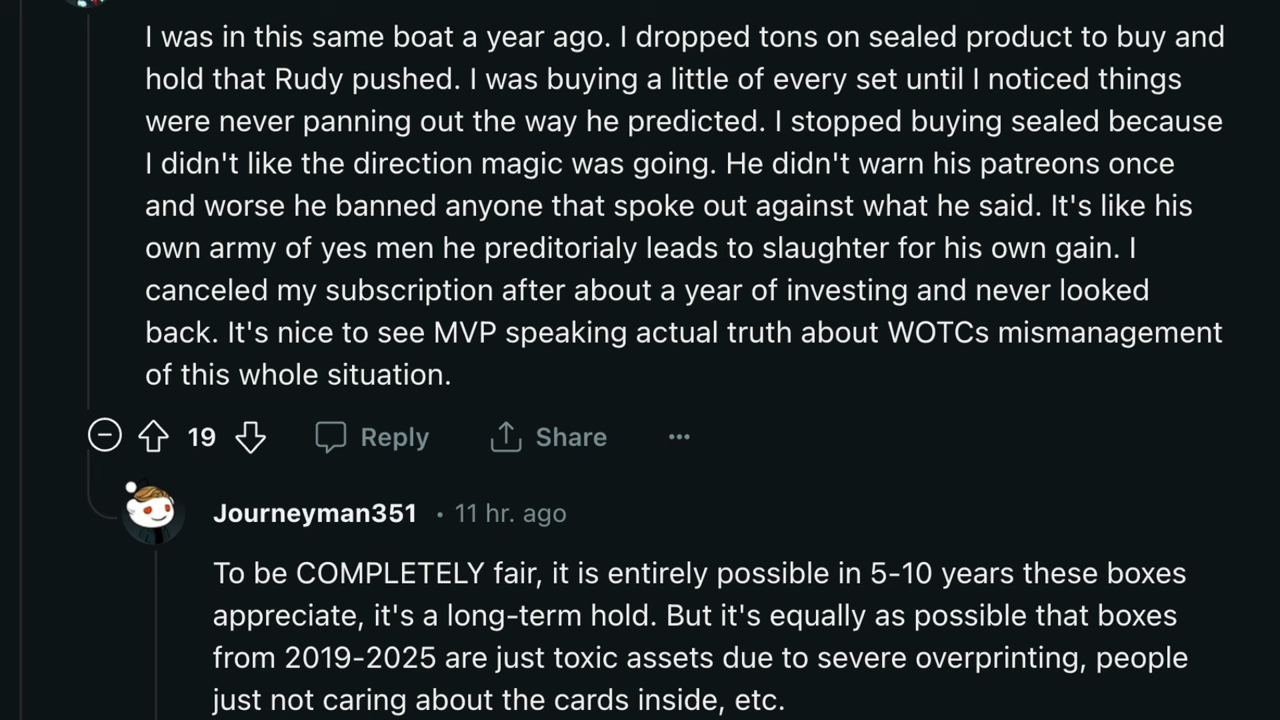 I was in this same boat a year ago. I dropped tons on sealed product to buy and
hold that Rudy pushed. I was buying a little of every set until I noticed things
were never panning out the way he predicted. I stopped buying sealed because
I didn't like the direction magic was going. He didn't warn his patreons once
and worse he banned anyone that spoke out against what he said. It's like his
own army of yes men he preditorialy leads to slaughter for his own gain. I
canceled my subscription after about a year of investing and never looked
back. It's nice to see MVP speaking actual truth about WOTCs mismanagement
of this whole situation.
19 Reply Share ...
Journeyman351 • 11 hr. ago
To be COMPLETELY fair, it is entirely possible in 5-10 years these boxes
appreciate, it's a long-term hold. But it's equally as possible that boxes
from 2019-2025 are just toxic assets due to severe overprinting, people
just not caring about the cards inside, etc.